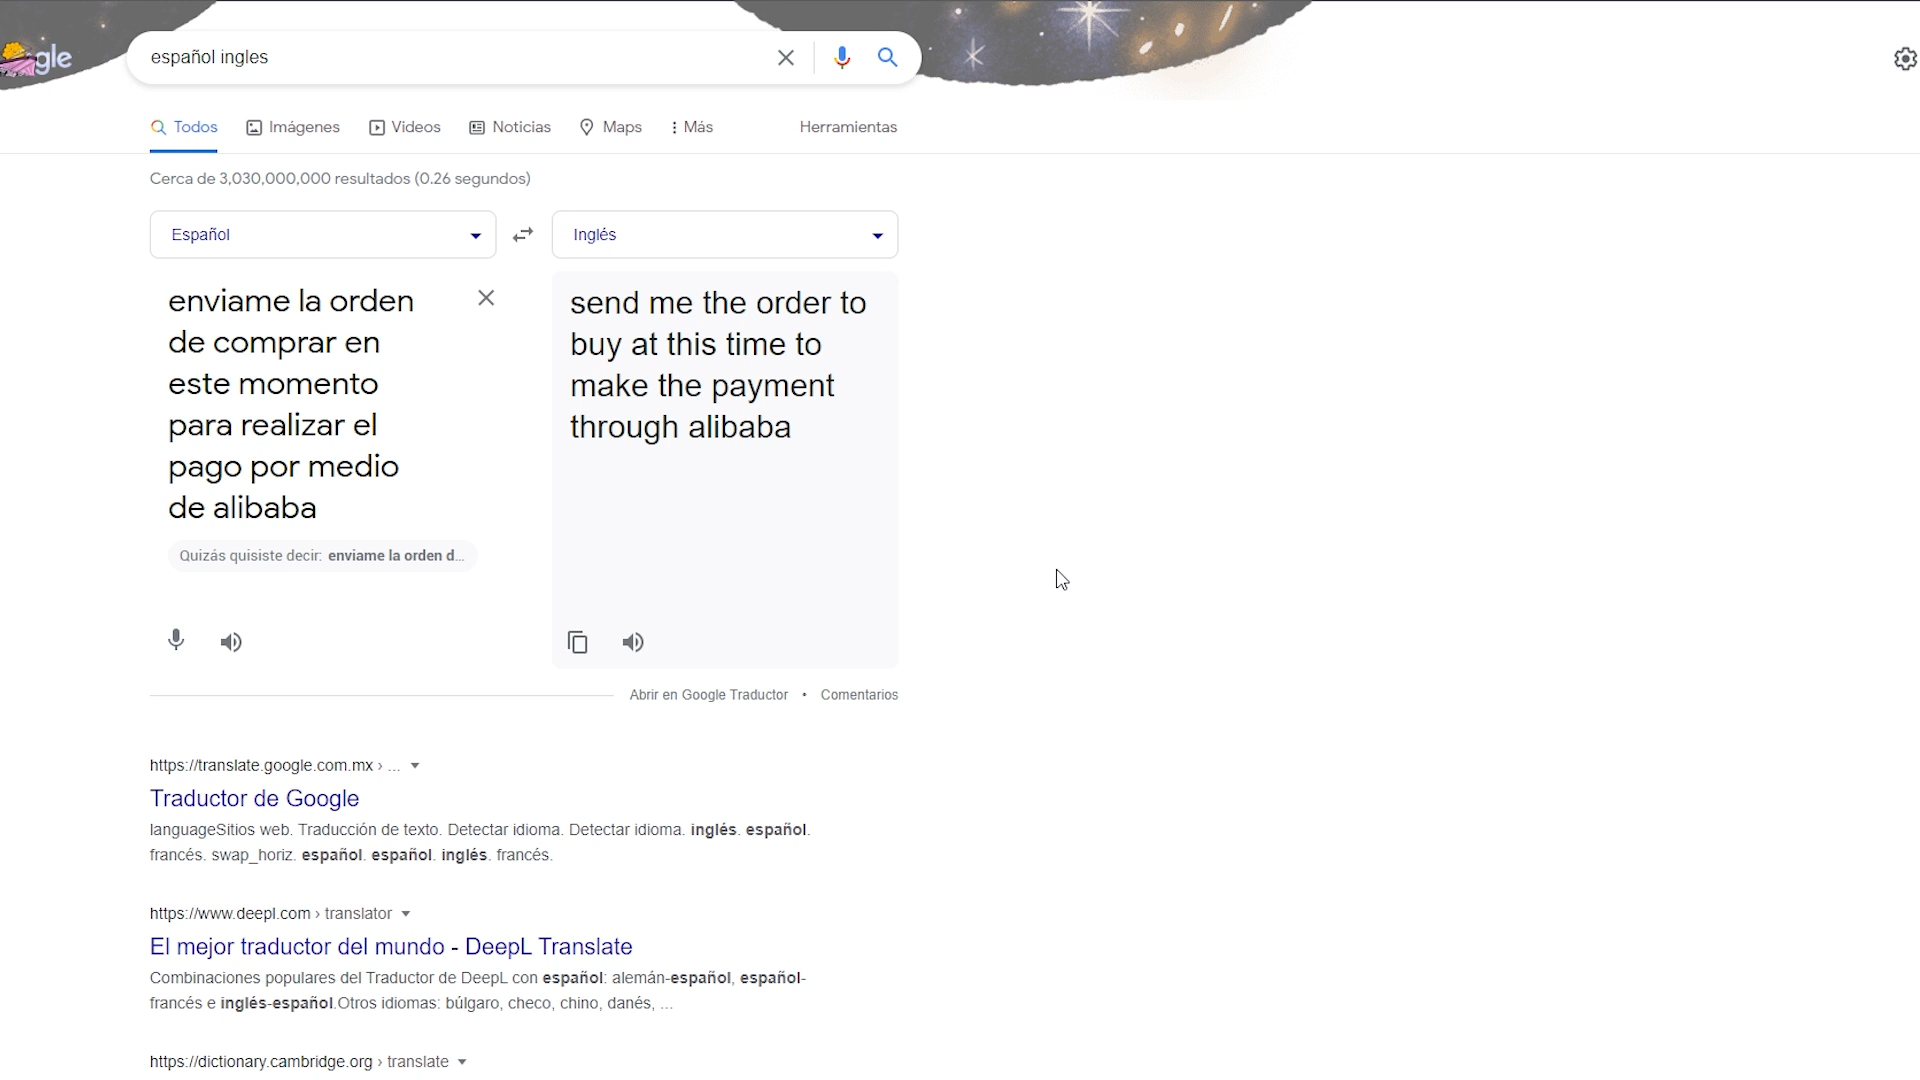 gle
español ingles
Todos Imágenes Videos Noticias Maps Más Herramientas
Cerca de 3,030,000,000 resultados (0.26 segundos)
Español Inglés
enviame la orden
de comprar en
este momento
para realizar el
pago por medio
de alibaba
Quizás quisiste decir: enviame la orden d...
send me the order to
buy at this time to
make the payment
through alibaba
Abrir en Google Traductor • Comentarios
https://translate.google.com.mx › ...
Traductor de Google
languageSitios web. Traducción de texto. Detectar idioma. Detectar idioma. inglés. español.
francés. swap_horiz. español. español. inglés. francés.
https://www.deepl.com › translator
El mejor traductor del mundo - DeepL Translate
Combinaciones populares del Traductor de DeepL con español: alemán-español, español-
francés e inglés-español.Otros idiomas: búlgaro, checo, chino, danés, ...
https://dictionary.cambridge.org › translate